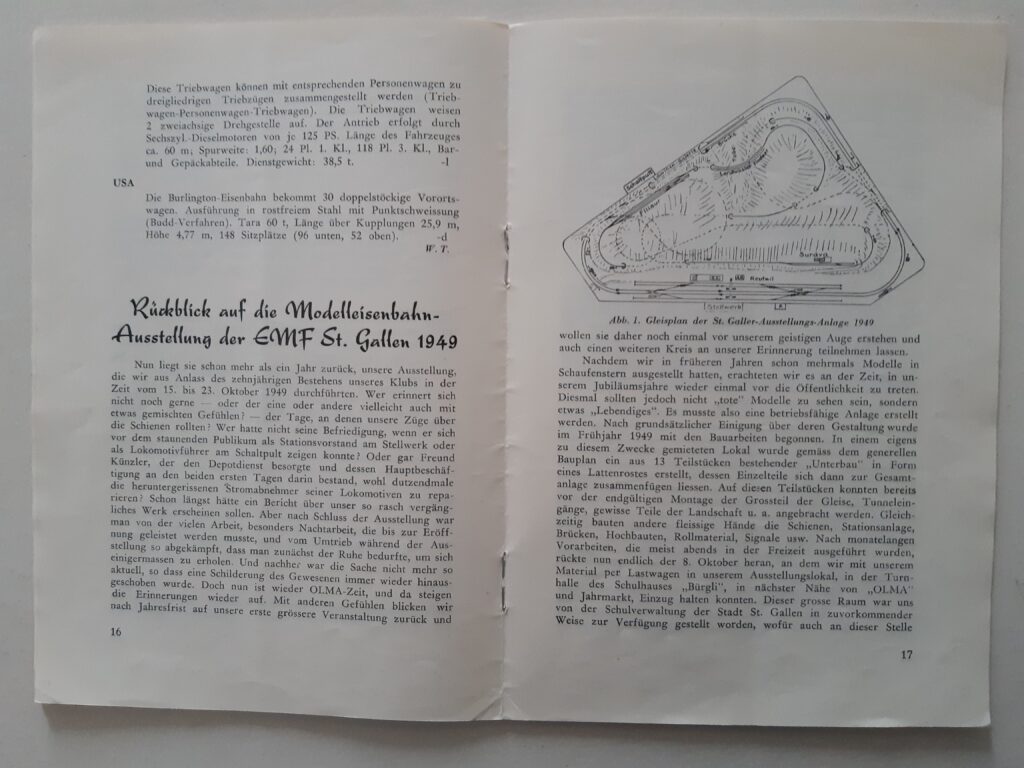 Diese Triebwagen können mit entsprechenden Personenwagen zu
dreigliedrigen Triebzügen zusammengestellt werden (Trieb-
wagen-Personenwagen-Triebwagen). Die Triebwagen weisen
2 zweiachsige Drehgestelle auf. Der Antrieb erfolgt durch
Sechszyl.-Dieselmotoren von je 125 PS. Länge des Fahrzeuges
ca. 60 m; Spurweite: 1,60; 24 Pl. 1. Kl., 118 Pl. 3. Kl., Bar-
und Gepäckabteile. Dienstgewicht: 38,5 t. -l
USA
Die Burlington-Eisenbahn bekommt 30 doppelstöckige Vororts-
wagen. Ausführung in rostfreiem Stahl mit Punktschweissung
(Budd-Verfahren). Tara 60 t, Länge über Kupplungen 25,9 m,
Höhe 4,77 m, 148 Sitzplätze (96 unten, 52 oben). -d
W. T.
Rückblick auf die Modelleisenbahn-
Ausstellung der EMF St. Gallen 1949
Nun liegt sie schon mehr als ein Jahr zurück, unsere Ausstellung,
die wir aus Anlass des zehnjährigen Bestehens unseres Klubs in der
Zeit vom 15. bis 23. Oktober 1949 durchführten. Wer erinnert sich
nicht noch gerne — oder der eine oder andere vielleicht auch mit
etwas gemischten Gefühlen? — der Tage, an denen unsere Züge über
die Schienen rollten? Wer hatte nicht seine Befriedigung, wenn er sich
vor dem staunenden Publikum als Stationsvorstand am Stellwerk oder
als Lokomotivführer am Schaltpult zeigen konnte? Oder gar Freund
Künzler, der den Depotdienst besorgte und dessen Hauptbeschäf-
tigung an den beiden ersten Tagen darin bestand, wohl dutzendmale
die heruntergerissenen Stromabnehmer seiner Lokomotiven zu repa-
rieren? Schon längst hätte ein Bericht über unser so rasch vergäng-
liches Werk erscheinen sollen. Aber nach Schluss der Ausstellung war
man von der vielen Arbeit, besonders Nachtarbeit, die bis zur Eröff-
nung geleistet werden musste, und vom Umtrieb während der Aus-
stellung so abgekämpft, dass man zunächst der Ruhe bedurfte, um sich
einigermassen zu erholen. Und nachher war die Sache nicht mehr so
aktuell, so dass eine Schilderung des Gewesenen immer wieder hinaus-
geschoben wurde. Doch nun ist wieder OLMA-Zeit, und da steigen
die Erinnerungen wieder auf. Mit anderen Gefühlen blicken wir
nach Jahresfrist auf unsere erste grössere Veranstaltung zurück und
16
Schaltpult
Surava
Reuteil
Stellwerk
Abb. 1. Gleisplan der St. Galler-Ausstellungs-Anlage 1949
wollen sie daher noch einmal vor unserem geistigen Auge erstehen und
auch einen weiteren Kreis an unserer Erinnerung teilnehmen lassen.
Nachdem wir in früheren Jahren schon mehrmals Modelle in
Schaufenstern ausgestellt hatten, erachteten wir es an der Zeit, in un-
serem Jubiläumsjahre wieder einmal vor die Öffentlichkeit zu treten.
Diesmal sollten jedoch nicht „tote" Modelle zu sehen sein, sondern
etwas „Lebendiges". Es musste also eine betriebsfähige Anlage erstellt
werden. Nach grundsätzlicher Einigung über deren Gestaltung wurde
im Frühjahr 1949 mit den Bauarbeiten begonnen. In einem eigens
zu diesem Zwecke gemieteten Lokal wurde gemäss dem generellen
Bauplan ein aus 13 Teilstücken bestehender „Unterbau" in Form
eines Lattenrostes erstellt, dessen Einzelteile sich dann zur Gesamt-
anlage zusammenfügen liessen. Auf diesen Teilstücken konnten bereits
vor der endgültigen Montage der Grossteil der Gleise, Tunnelein-
gänge, gewisse Teile der Landschaft u. a. angebracht werden. Gleich-
zeitig bauten andere fleissige Hände die Schienen, Stationsanlage,
Brücken, Hochbauten, Rollmaterial, Signale usw. Nach monatelangen
Vorarbeiten, die meist abends in der Freizeit ausgeführt wurden,
rückte nun endlich der 8. Oktober heran, an dem wir mit unserem
Material per Lastwagen in unserem Ausstellungslokal, in der Turn-
halle des Schulhauses „Bürgli", in nächster Nähe von „OLMA"
und Jahrmarkt, Einzug halten konnten. Dieser grosse Raum war uns
von der Schulverwaltung der Stadt St. Gallen in zuvorkommender
Weise zur Verfügung gestellt worden, wofür auch an dieser Stelle
17